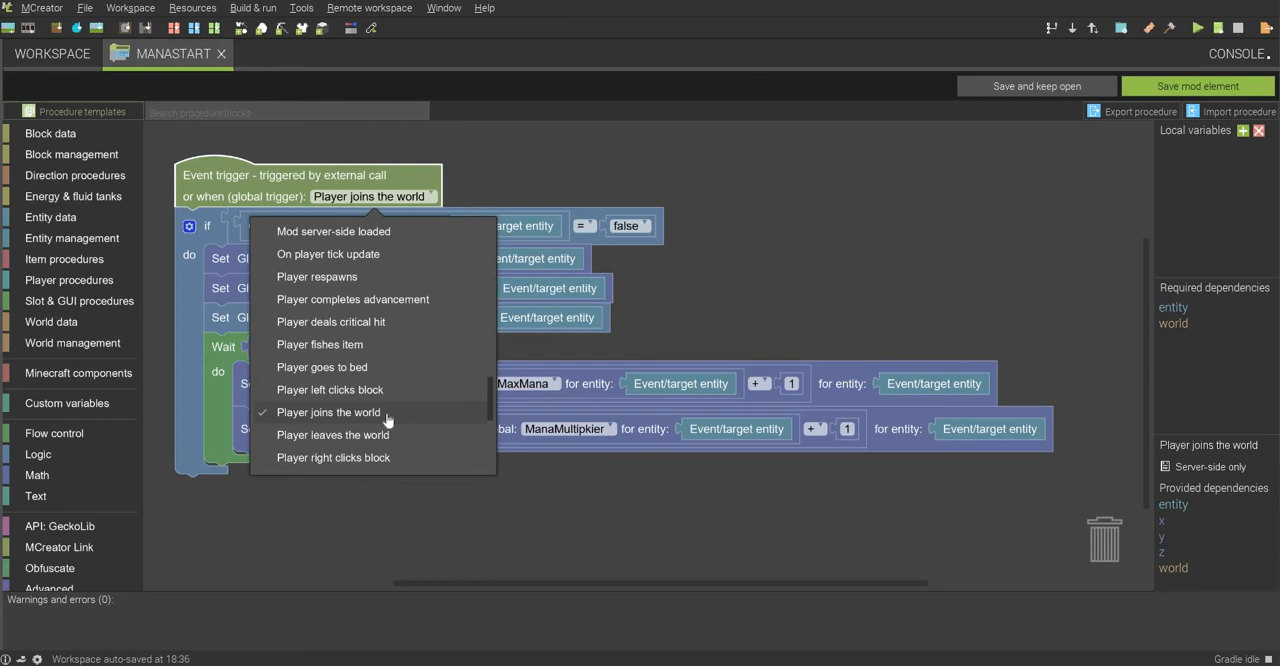 MCreator File Workspace Resources Build & run Tools Remote workspace Window Help
WORKSPACE MANASTART CONSOLE
Save and keep open Save mod element
Procedure templates Search procedure blocks Export procedure Import procedure
Block data
Block management
Direction procedures
Energy & fluid tanks
Entity data
Entity management
Item procedures
Player procedures
Slot & GUI procedures
World data
World management
Minecraft components
Custom variables
Flow control
Logic
Math
Text
API: GeckoLib
MCreator Link
Obfuscate
Advanced
Event trigger - triggered by external call
or when (global trigger): Player joins the world
if arget entity = false
do Set Gl ent/target entity
Set Gl Event/target entity
Set Gl Event/target entity
Wait
do MaxMana for entity: Event/target entity + 1 for entity: Event/target entity
bal: ManaMultipkier for entity: Event/target entity + 1 for entity: Event/target entity
Mod server-side loaded
On player tick update
Player respawns
Player completes advancement
Player deals critical hit
Player fishes item
Player goes to bed
Player left clicks block
Player joins the world
Player leaves the world
Player right clicks block
Local variables
Required dependencies
entity
world
Player joins the world
Server-side only
Provided dependencies
entity
x
y
z
world
Warnings and errors (0):
Workspace auto-saved at 18:36 Gradle idle